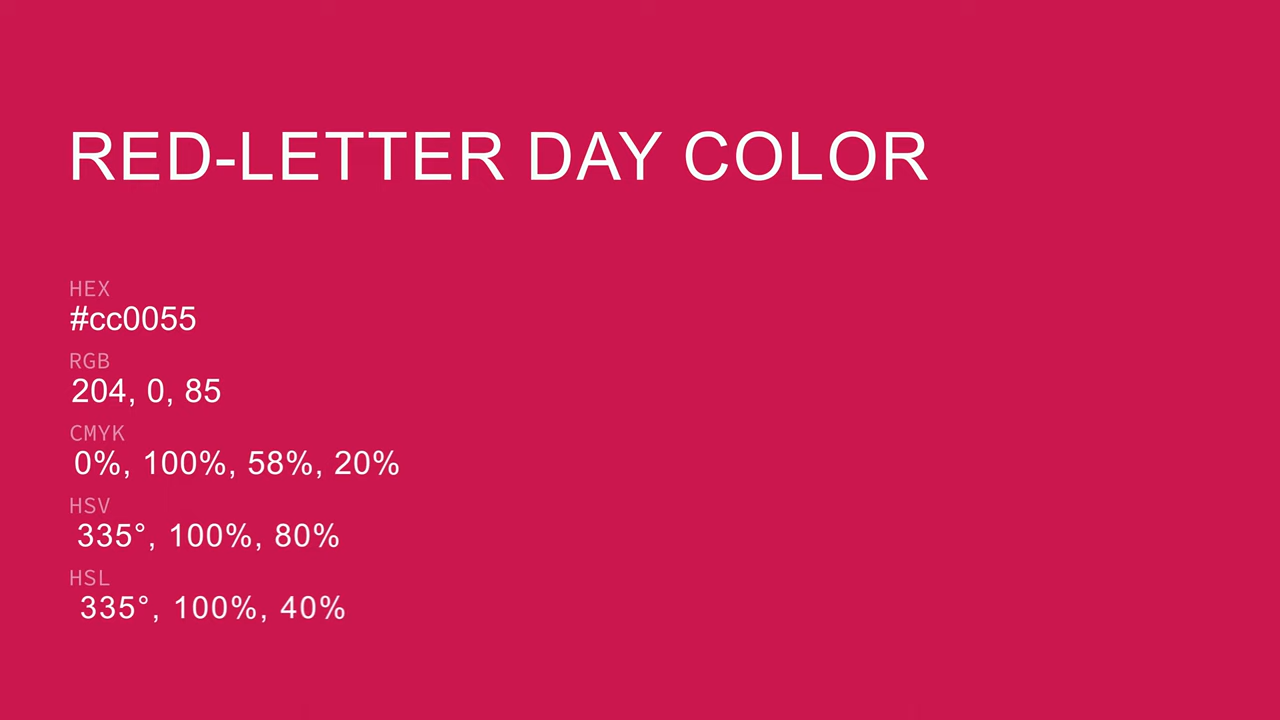 RED-LETTER DAY COLOR
HEX
#cc0055
RGB
204, 0, 85
CMYK
0%, 100%, 58%, 20%
HSV
335°, 100%, 80%
HSL
335°, 100%, 40%